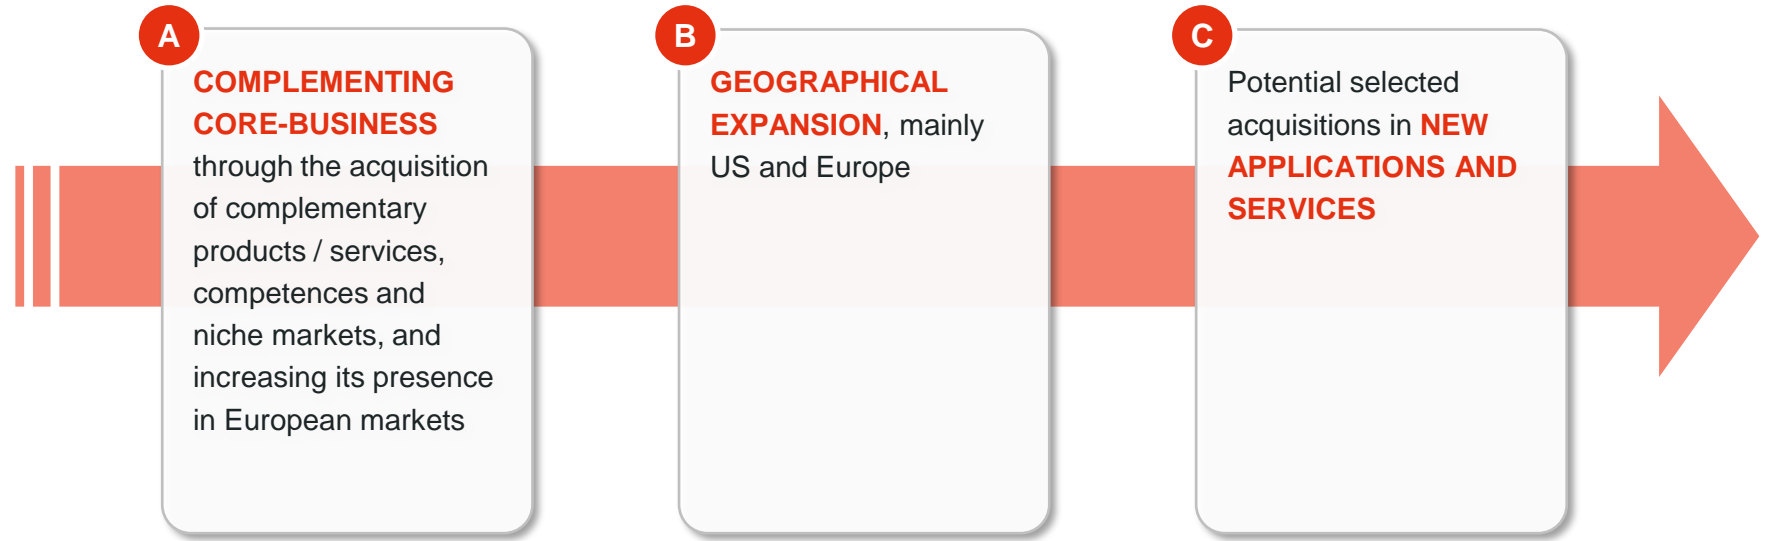 A
COMPLEMENTING
CORE-BUSINESS
through the acquisition
of complementary
products / services,
competences and
niche markets, and
increasing its presence
in European markets
B
GEOGRAPHICAL
EXPANSION, mainly
US and Europe
C
Potential selected
acquisitions in NEW
APPLICATIONS AND
SERVICES